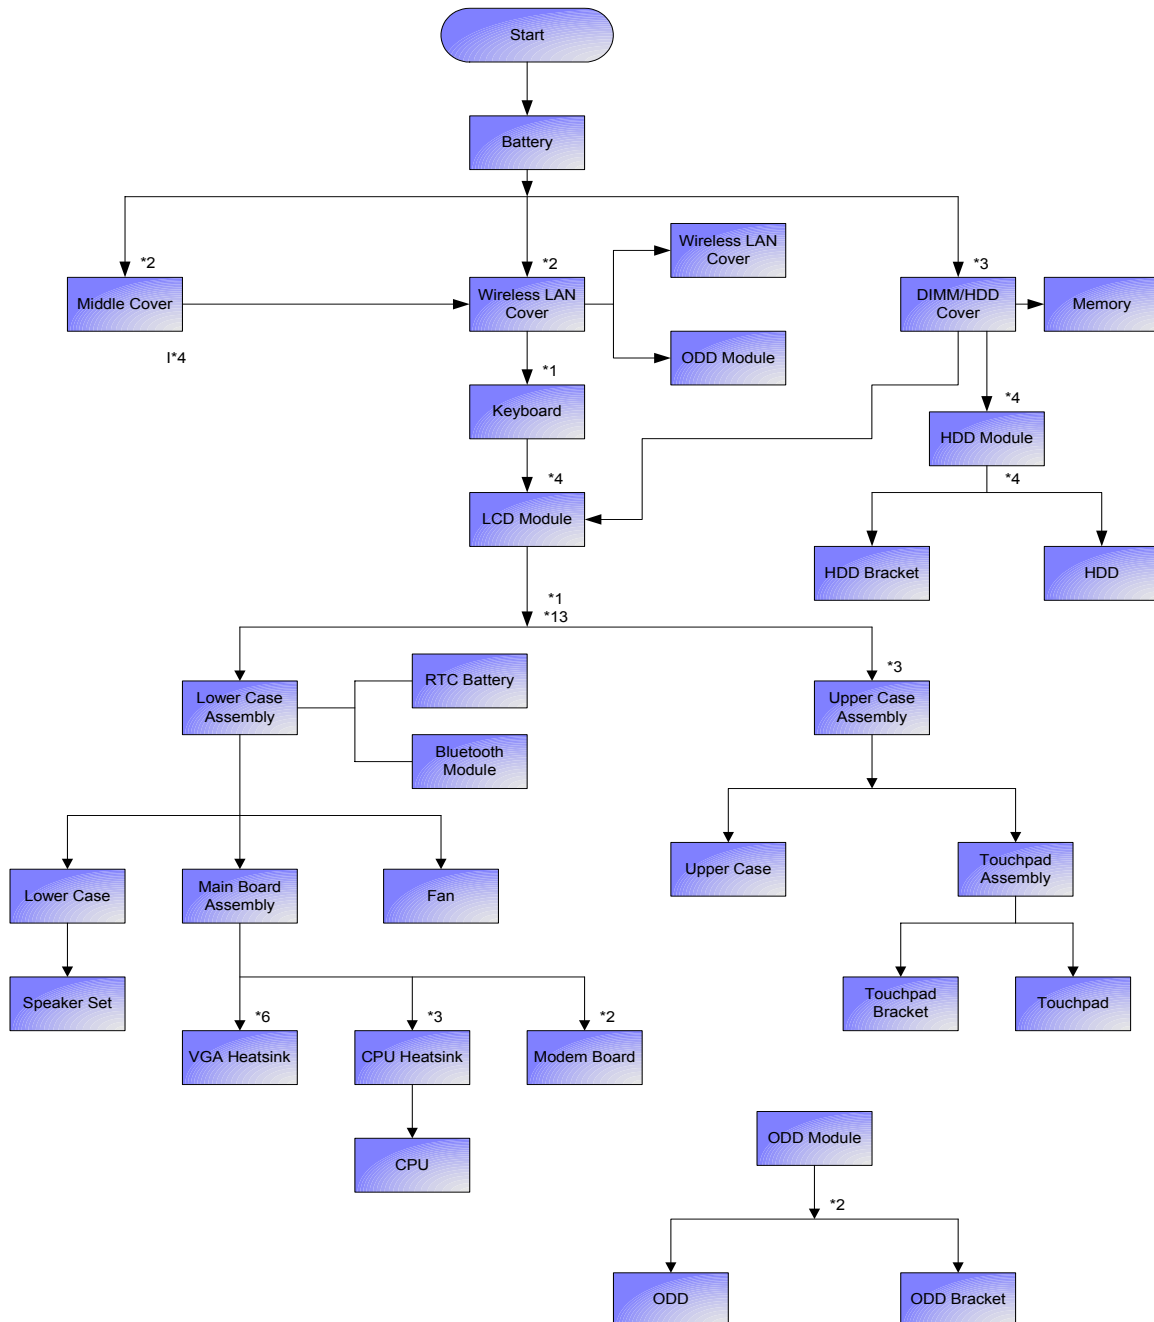 Start
Battery
*2
*2
*3
Middle Cover
Wireless LAN
Cover
Wireless LAN
Cover
DIMM/HDD
Cover
Memory
ODD Module
I*4
*1
Keyboard
*4
HDD Module
*4
LCD Module
*4
HDD Bracket
HDD
*1
*13
Lower Case
Assembly
RTC Battery
Bluetooth
Module
*3
Upper Case
Assembly
Lower Case
Main Board
Assembly
Fan
Upper Case
Touchpad
Assembly
Speaker Set
Touchpad
Bracket
Touchpad
*6
*3
*2
VGA Heatsink
CPU Heatsink
Modem Board
CPU
ODD Module
*2
ODD
ODD Bracket